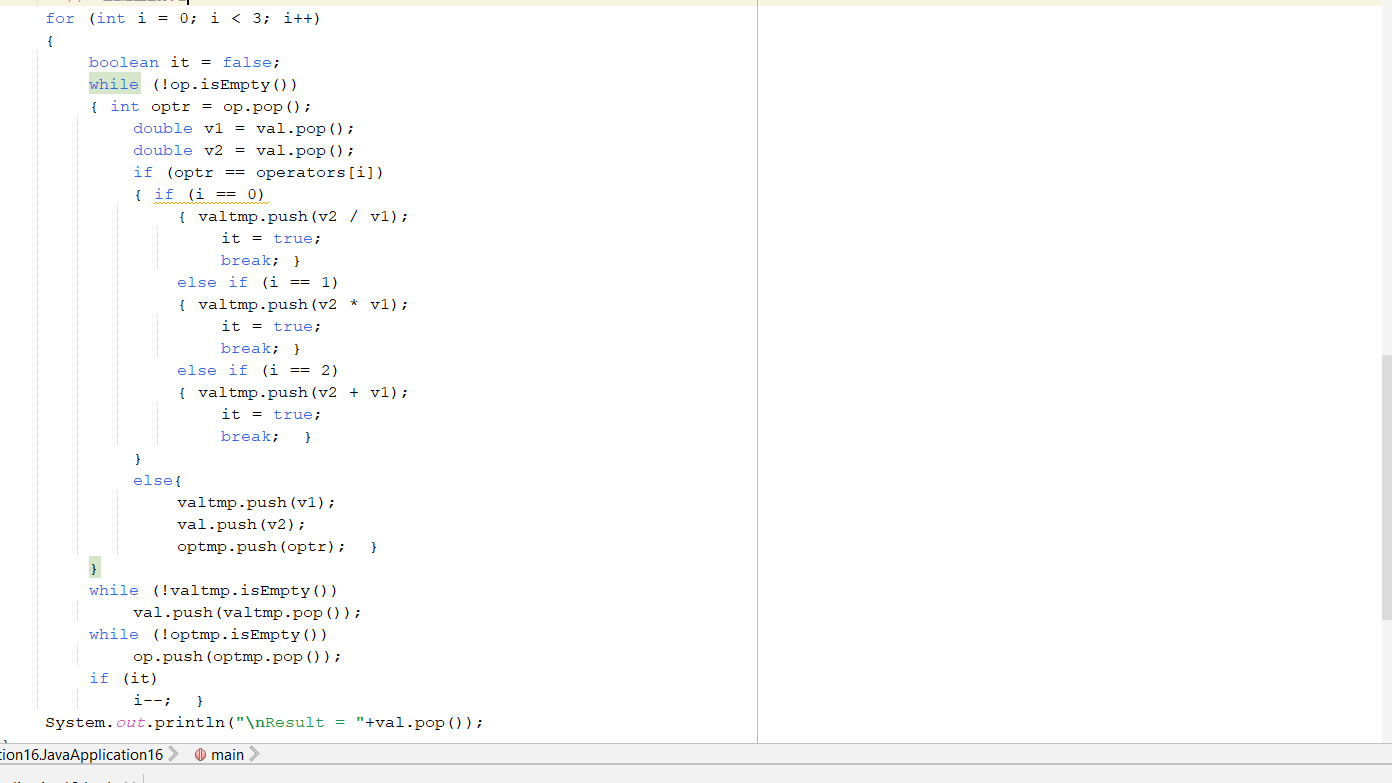 for (int i = 0; i < 3; i++)
{
boolean it = false;
while (!op.isEmpty())
{ int optr = op.pop();
double v1 = val.pop();
double v2 = val.pop();
if (optr == operators[i])
{ if (i == 0)
{ valtmp.push(v2 / v1);
it = true;
break; }
else if (i == 1)
{ valtmp.push(v2 * v1);
it = true;
break; }
else if (i == 2)
{ valtmp.push(v2 + v1);
it = true;
break;  }
}
else{
valtmp.push(v1);
val.push(v2);
optmp.push(optr);  }
}
while (!valtmp.isEmpty())
val.push(valtmp.pop());
while (!optmp.isEmpty())
op.push(optmp.pop());
if (it)
i--;  }
System.out.println("\nResult = "+val.pop());
tion16.JavaApplication16 main